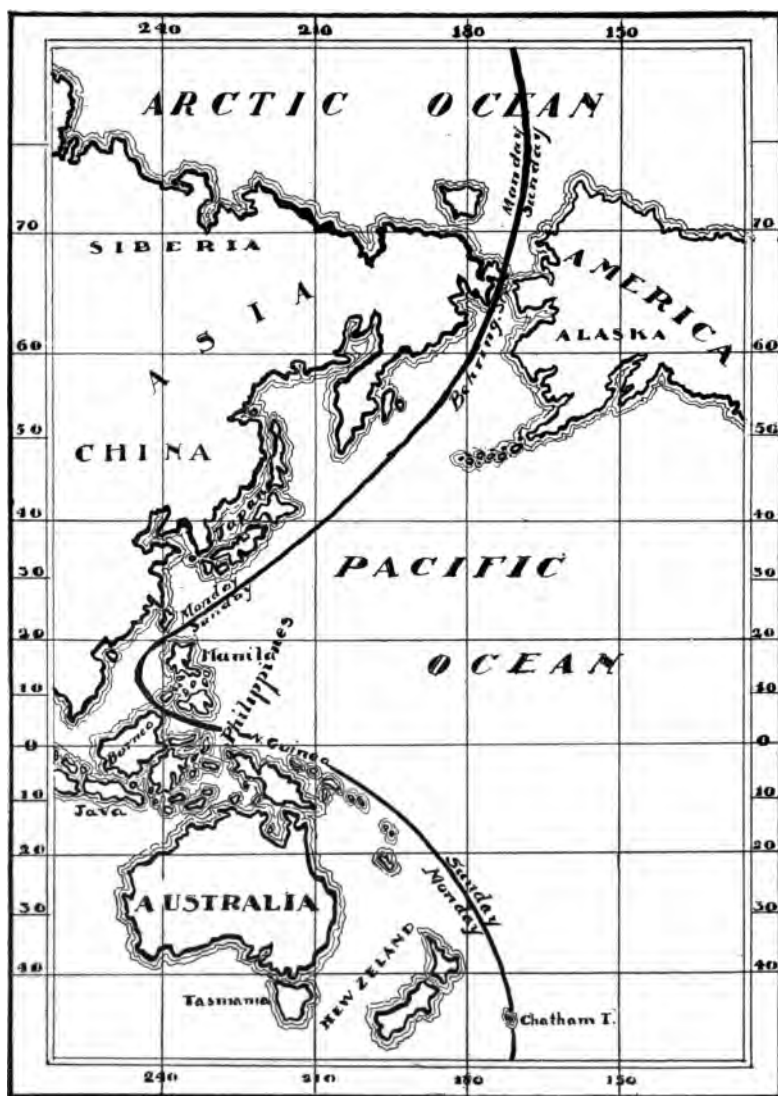 240 210 180 150
ARCTIC OCEAN
Monday
Sunday
70 70
SIBERIA
AMERICA
ASIA
ALASKA
60 60
Behring S.
50 50
CHINA
Japan
40 40
PACIFIC
30 30
Monday
Sunday
20 20
Manila
OCEAN
Philippines
10 10
Borneo
0 0
N. Guinea
10 10
Java
20 20
Sunday
Monday
AUSTRALIA
30 30
40 40
NEW ZELAND
Tasmania
Chatham I.
240 210 180 150